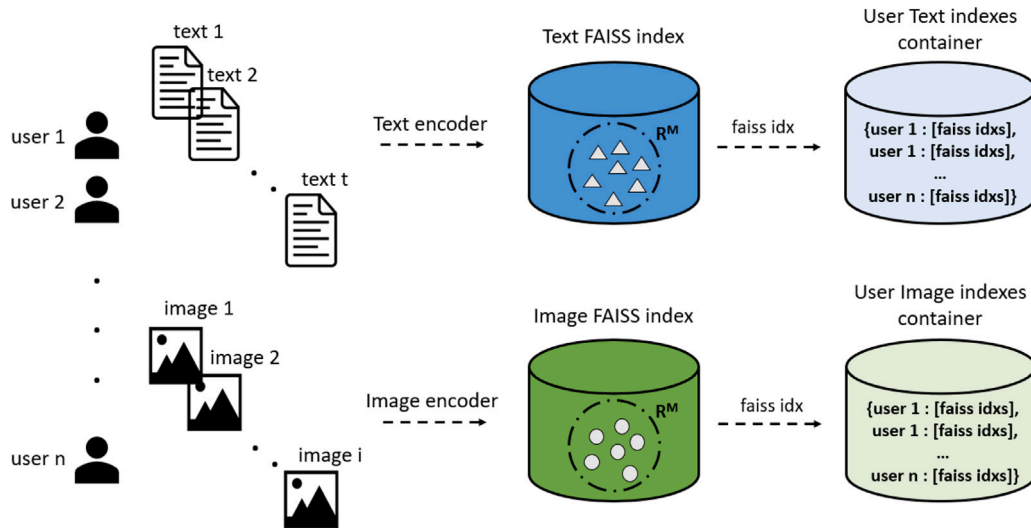 text 1
text 2
text t
user 1
user 2
user n
Text encoder
Text FAISS index
R^M
faiss idx
User Text indexes
container
{user 1 : [faiss idxs],
user 1 : [faiss idxs],
...
user n : [faiss idxs]}
image 1
image 2
image i
Image encoder
Image FAISS index
R^M
faiss idx
User Image indexes
container
{user 1 : [faiss idxs],
user 1 : [faiss idxs],
...
user n : [faiss idxs]}